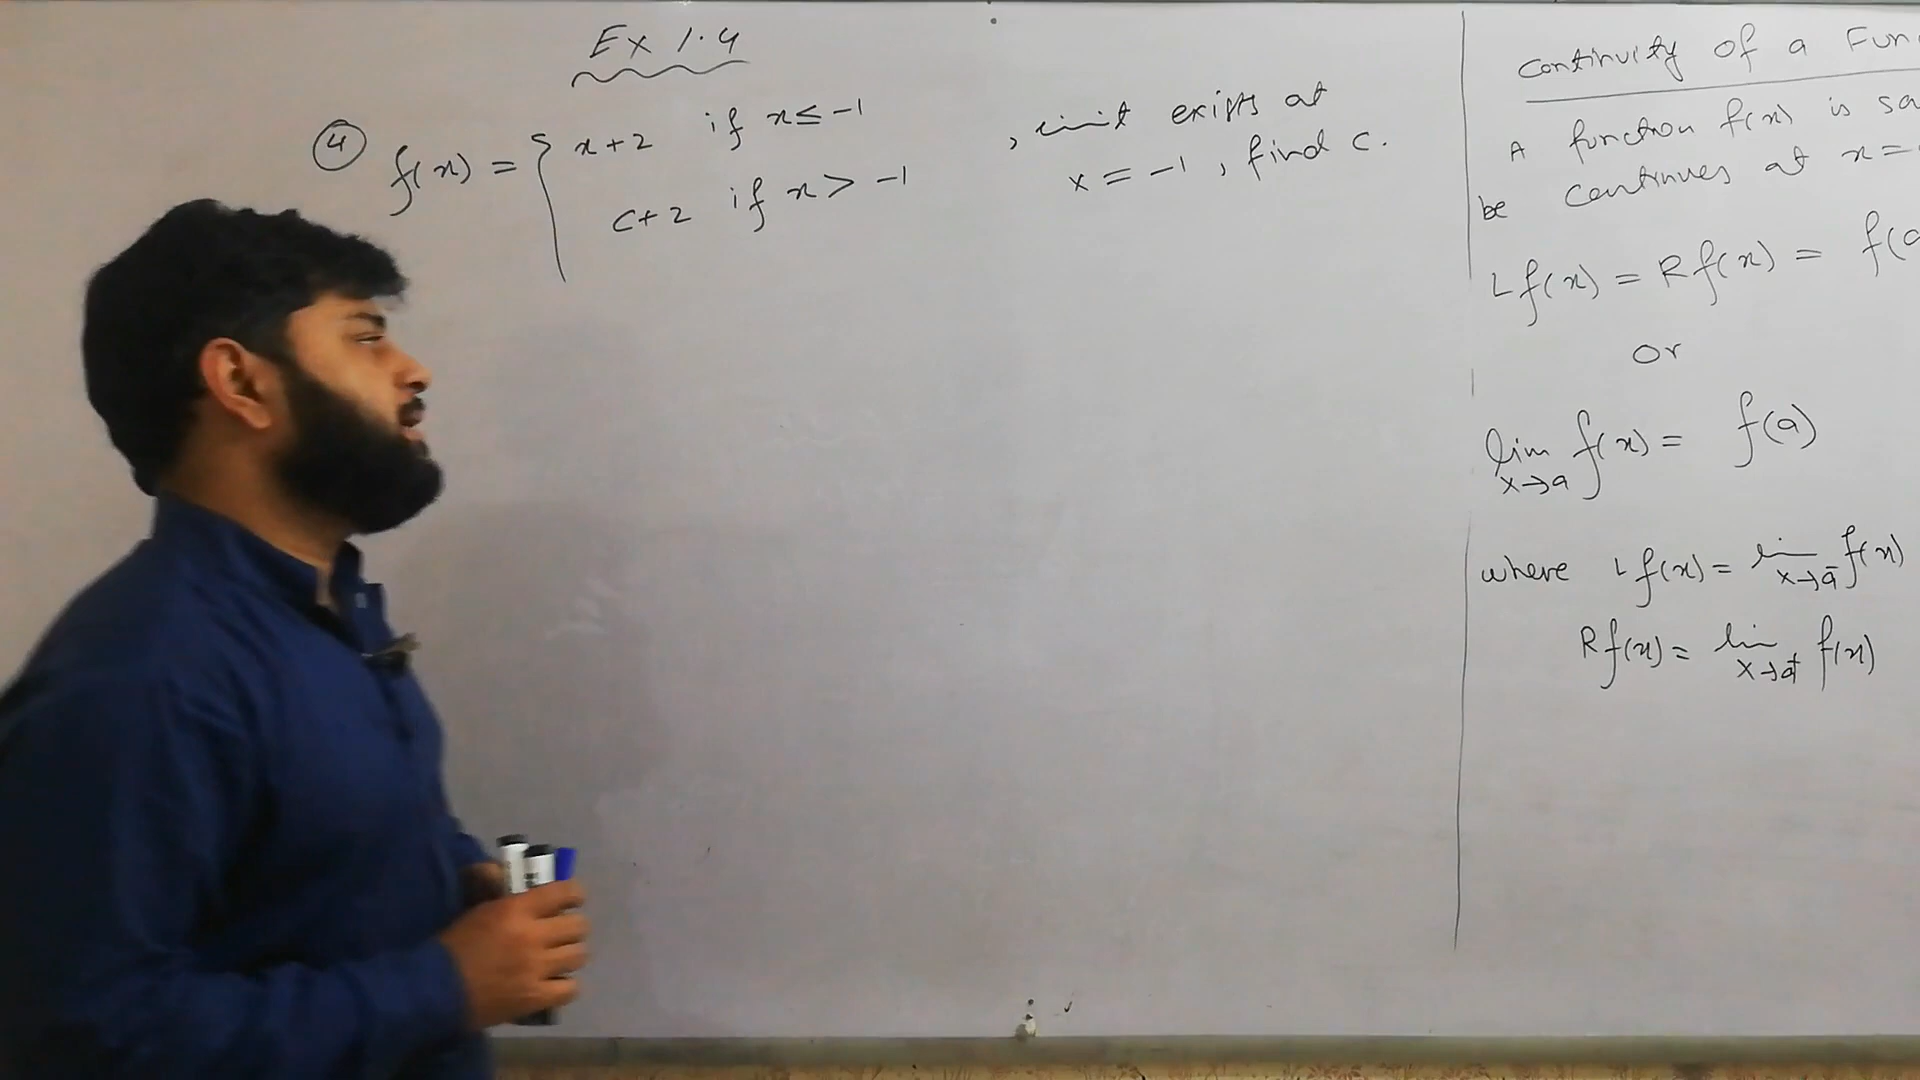 Ex 1.4
④ f(x) = { x+2 if x ≤ -1
c+2 if x > -1
, limit exists at
x = -1 , find c.
Continuity of a Fun
A function f(x) is sa
be continues at x =
Lf(x) = Rf(x) = f(a
Or
lim f(x) = f(a)
x→a
where Lf(x) = lim f(x)
x→a⁻
Rf(x) = lim f(x)
x→a⁺